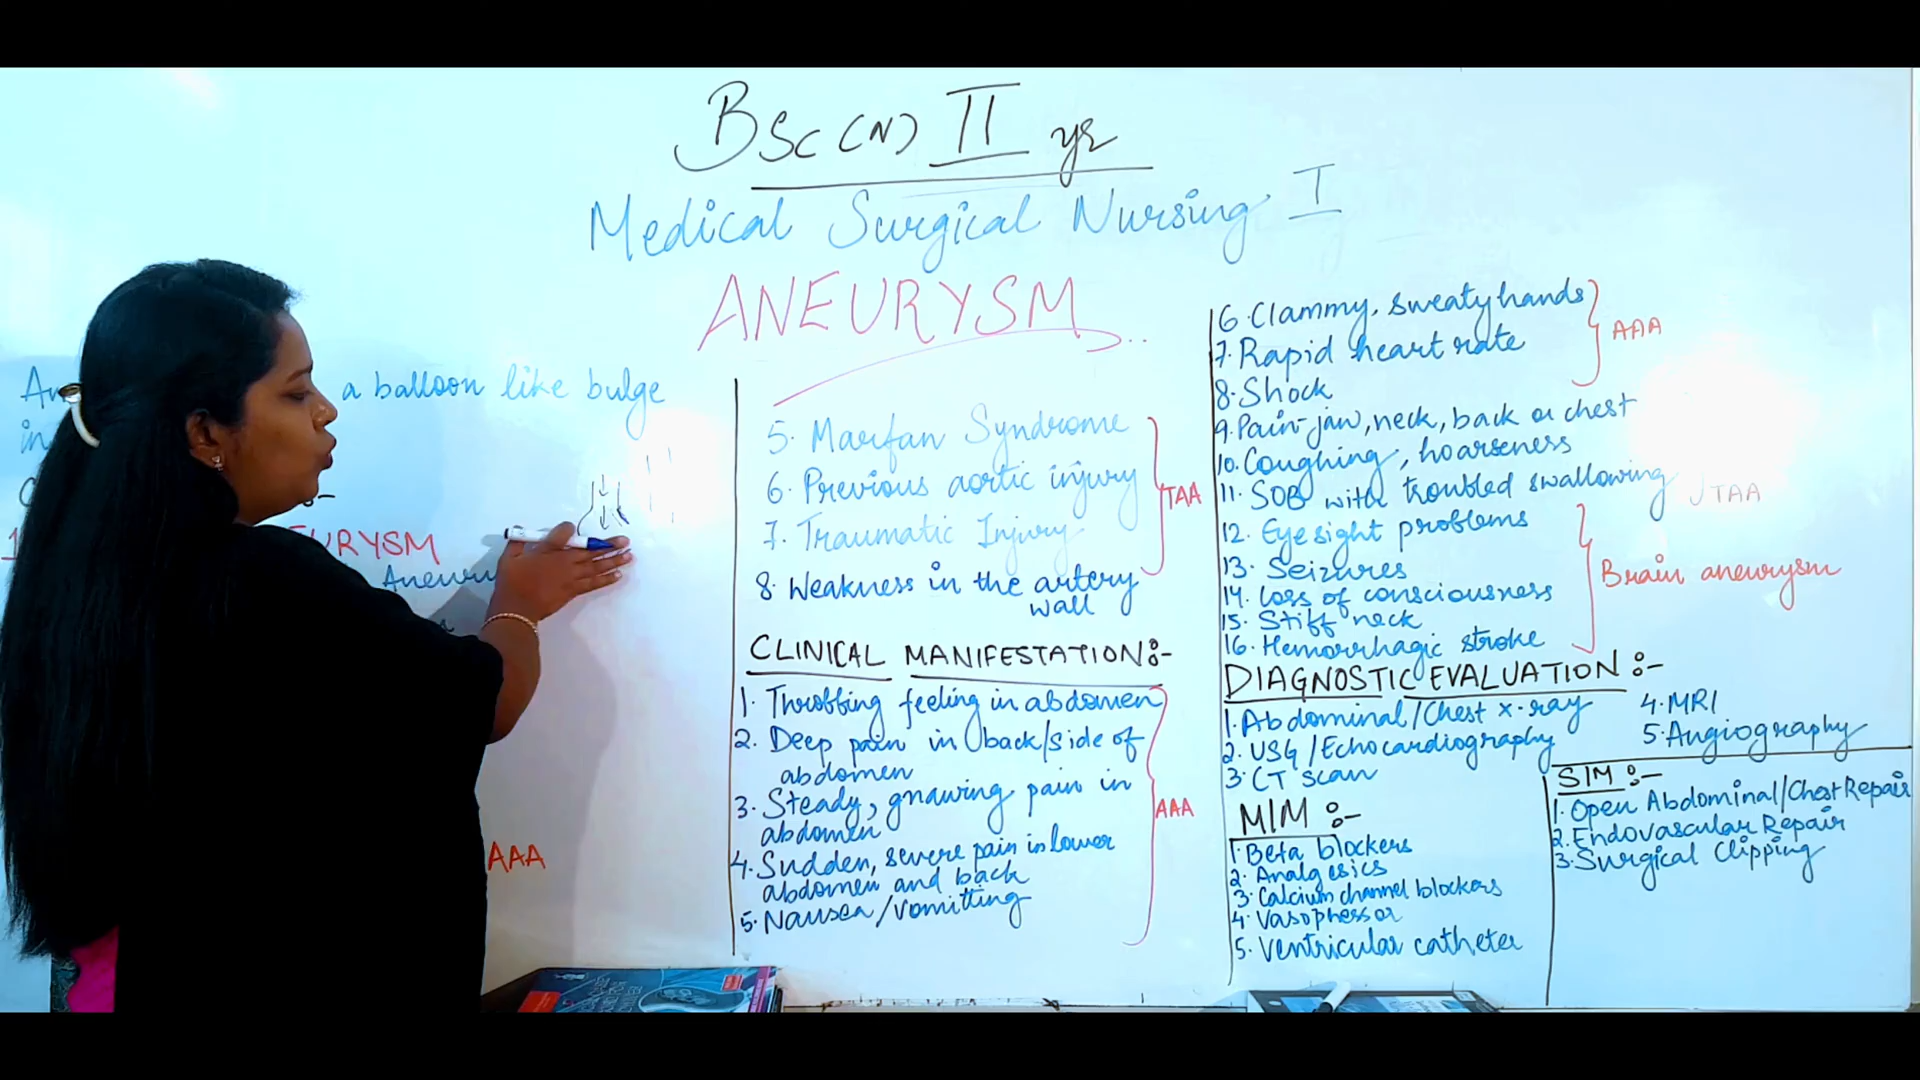 BSc (N) II yr
Medical Surgical Nursing I
ANEURYSM
a balloon like bulge
in
URYSM
Aneury
AAA
5. Marfan Syndrome
6. Previous aortic injury
7. Traumatic Injury
8. Weakness in the artery
wall
TAA
CLINICAL MANIFESTATION:-
1. Throbbing feeling in abdomen
2. Deep pain in back/side of
abdomen
3. Steady, gnawing pain in
abdomen
4. Sudden, severe pain in lower
abdomen and back
5. Nausea/vomitting
AAA
6. Clammy, sweaty hands
7. Rapid heart rate
8. Shock
AAA
9. Pain-jaw, neck, back or chest
10. Coughing, hoarseness
11. SOB with troubled swallowing
TAA
12. Eyesight problems
13. Seizures
14. loss of consciousness
15. Stiff neck
16. Hemorrhagic stroke
Brain aneurysm
DIAGNOSTIC EVALUATION:-
1. Abdominal/Chest x-ray
2. USG/Echocardiography
3. CT scan
4. MRI
5. Angiography
MIM:-
1. Beta blockers
2. Analgesics
3. Calcium channel blockers
4. Vasopressor
5. Ventricular catheter
SIM:-
1. Open Abdominal/Chest Repair
2. Endovascular Repair
3. Surgical Clipping